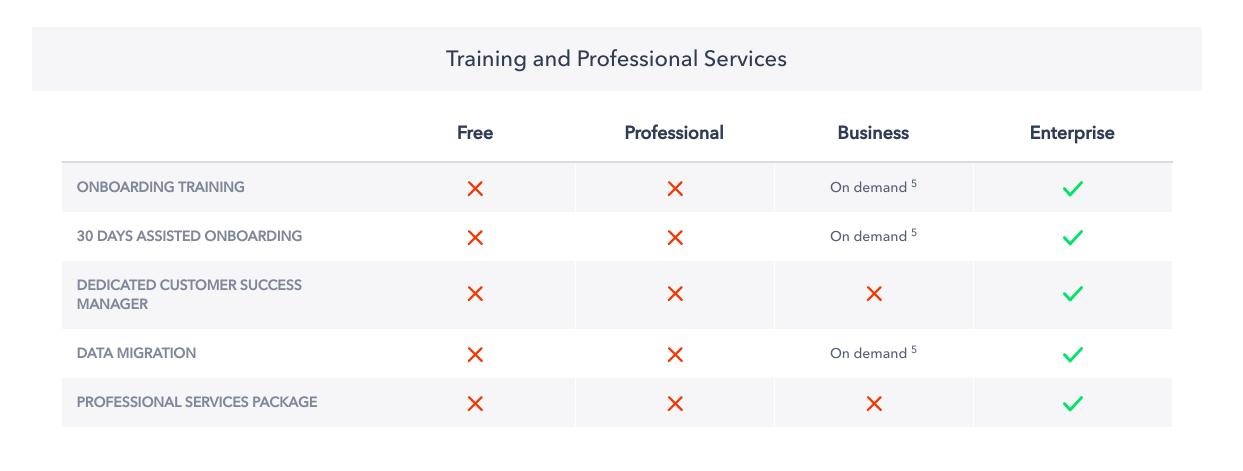 Training and Professional Services
Free Professional Business Enterprise
ONBOARDING TRAINING On demand 5
30 DAYS ASSISTED ONBOARDING On demand 5
DEDICATED CUSTOMER SUCCESS
MANAGER
DATA MIGRATION On demand 5
PROFESSIONAL SERVICES PACKAGE